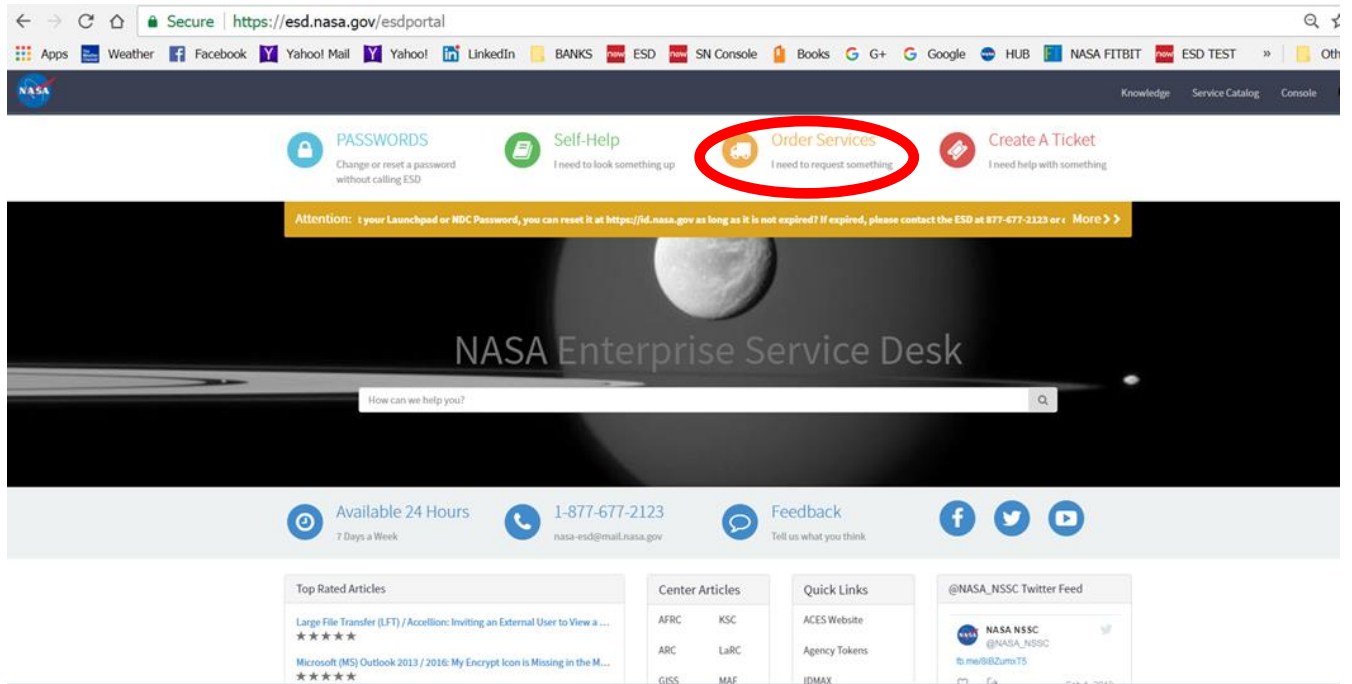 Secure | https://esd.nasa.gov/esdportal
Apps Weather Facebook Yahoo! Mail Yahoo! LinkedIn BANKS ESD SN Console Books G+ Google HUB NASA FITBIT ESD TEST » Oth
NASA
Knowledge Service Catalog Console
PASSWORDS
Change or reset a password
without calling ESD
Self-Help
I need to look something up
Order Services
I need to request something
Create A Ticket
I need help with something
Attention: t your Launchpad or NDC Password, you can reset it at https://id.nasa.gov as long as it is not expired? If expired, please contact the ESD at 877-677-2123 or More
NASA Enterprise Service Desk
How can we help you?
Available 24 Hours
7 Days a Week
1-877-677-2123
nasa-esd@mail.nasa.gov
Feedback
Tell us what you think
Top Rated Articles
Large File Transfer (LFT) / Accellion: Inviting an External User to View a ...
Microsoft (MS) Outlook 2013 / 2016: My Encrypt Icon is Missing in the M...
Center Articles
AFRC KSC
ARC LaRC
GISS MAF
Quick Links
ACES Website
Agency Tokens
IDMAX
@NASA_NSSC Twitter Feed
NASA NSSC
@NASA_NSSC